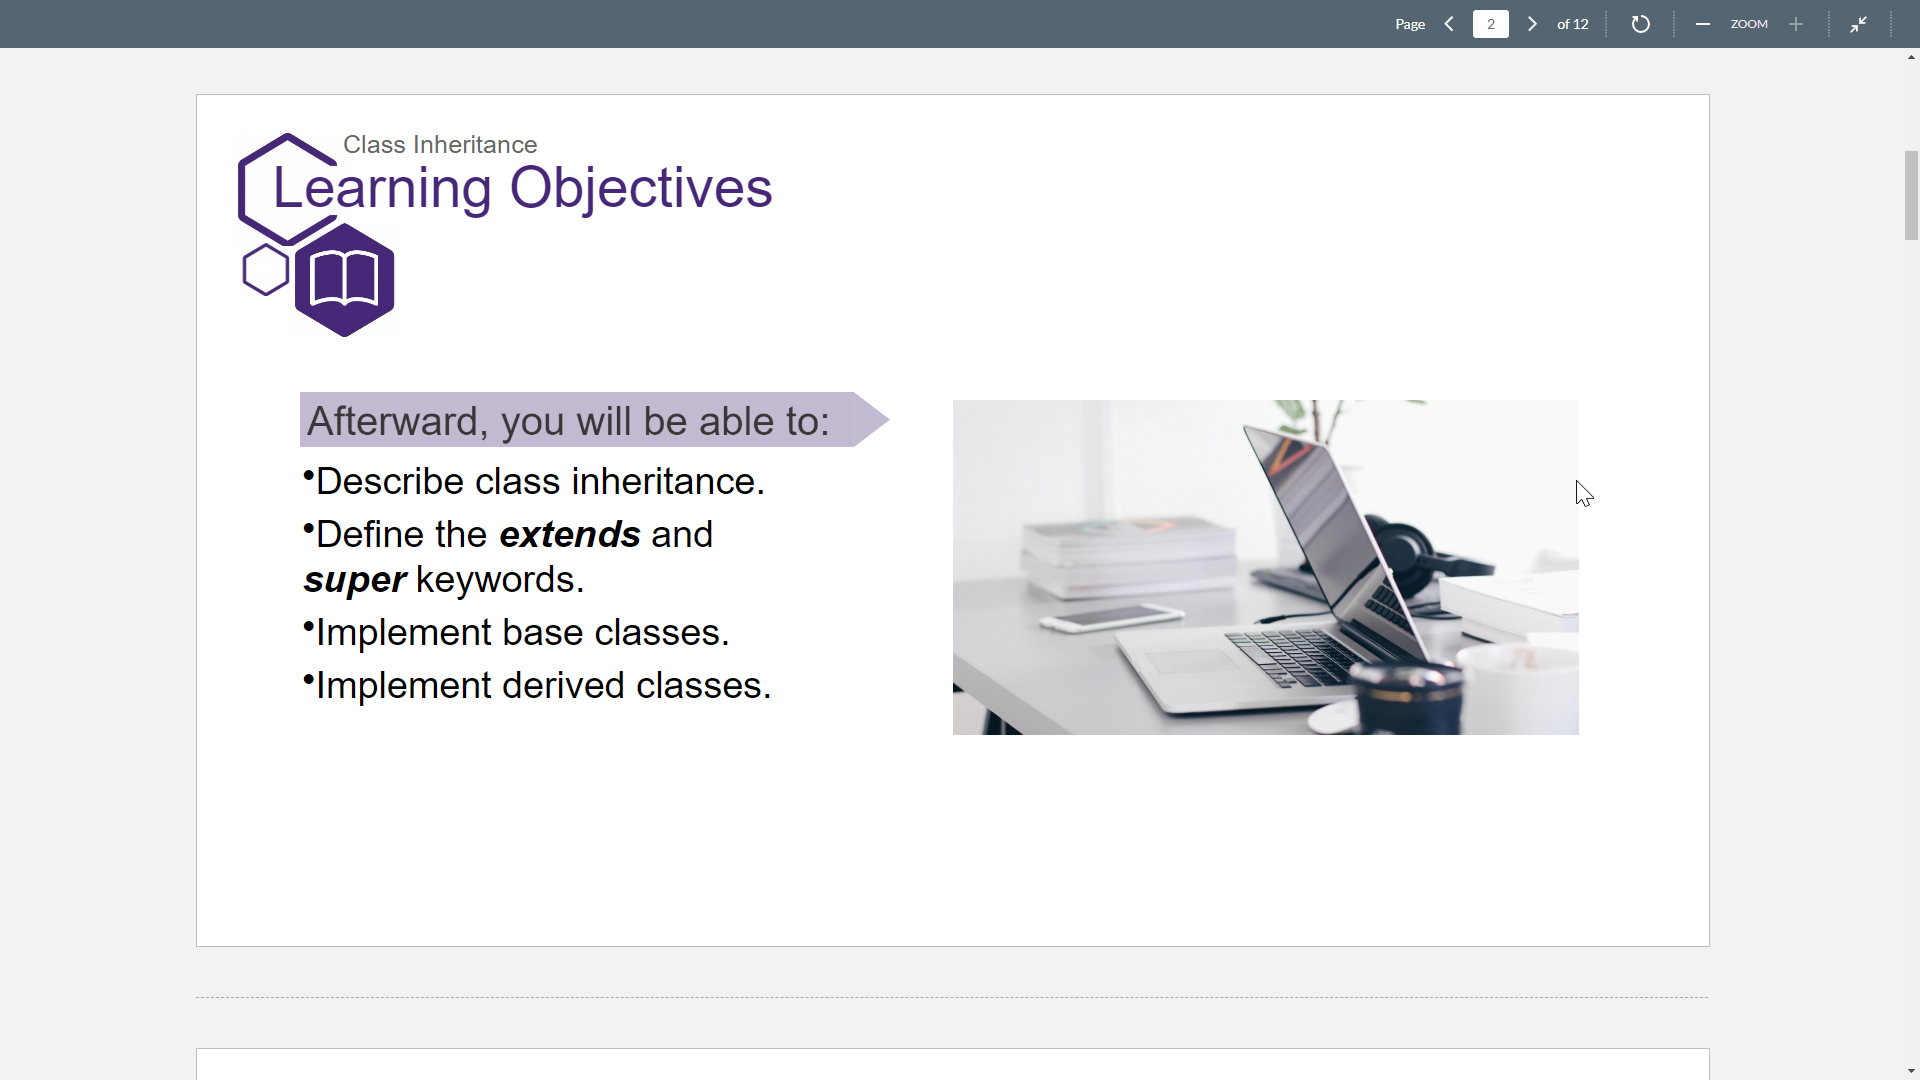 Page 2 of 12 ZOOM
Class Inheritance
Learning Objectives
Afterward, you will be able to:
•Describe class inheritance.
•Define the extends and
super keywords.
•Implement base classes.
•Implement derived classes.